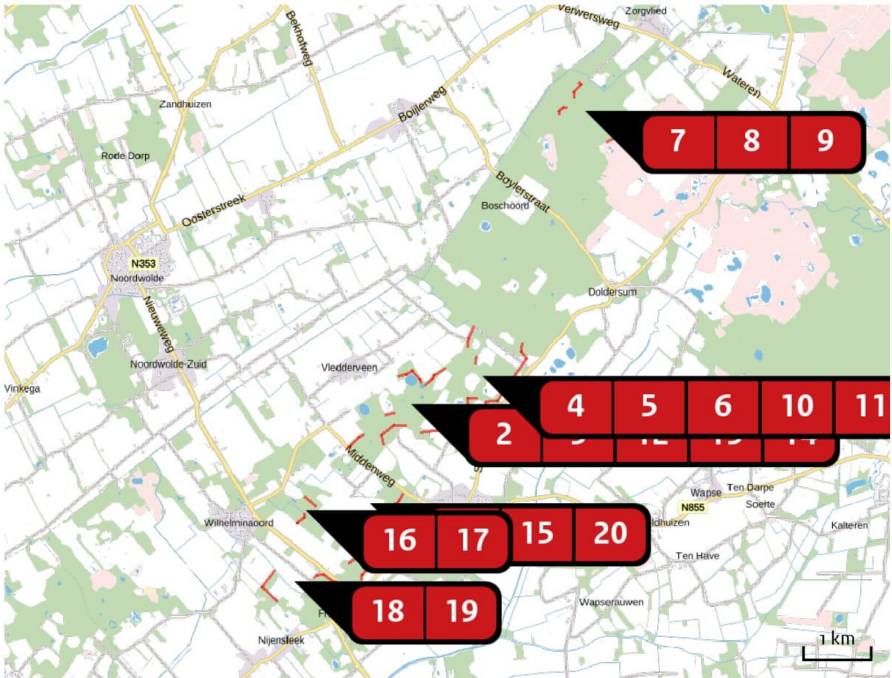 Zorgvlied
Verwersweg
Bekhofweg
Wateren
Zandhuizen
Boijlerweg
7 8 9
Rode Dorp
Boylerstraat
Oosterstreek
Boschoord
N353
Noordwolde
Doldersum
Nieuweweg
Noordwolde-Zuid
Vledderveen
Vinkega
4 5 6 10 11
2
Middenweg
Wapse
Ten Darpe
Soerte
N855
Wilhelminaoord
16 17 15 20
Kalteren
Ten Have
18 19
Wapserauwen
Nijensleek
1 km